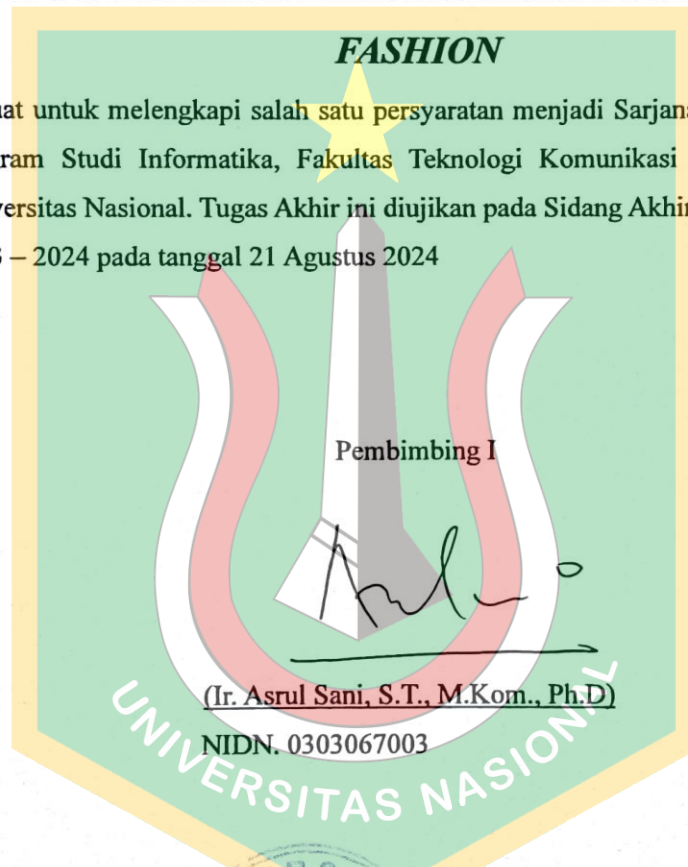 FASHION
uat untuk melengkapi salah satu persyaratan menjadi Sarjana
ram Studi Informatika, Fakultas Teknologi Komunikasi
versitas Nasional. Tugas Akhir ini diujikan pada Sidang Akhir
– 2024 pada tanggal 21 Agustus 2024
Pembimbing I
(Ir. Asrul Sani, S.T., M.Kom., Ph.D)
NIDN. 0303067003
UNIVERSITAS NASIONAL